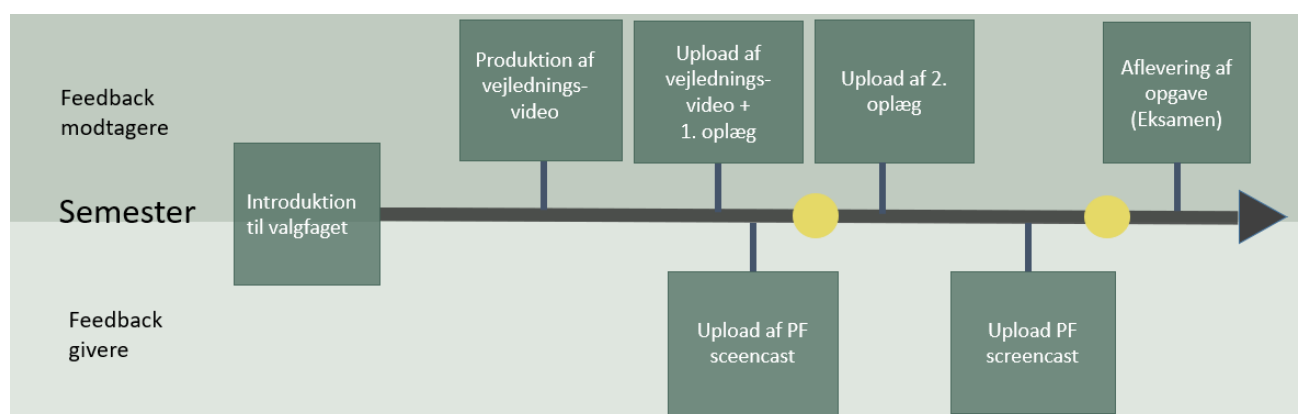 Feedback
modtagere
Semester
Feedback
givere
Introduktion
til valgfaget
Produktion af
vejlednings-
video
Upload af
vejlednings-
video +
1. oplæg
Upload af 2.
oplæg
Aflevering af
opgave
(Eksamen)
Upload af PF
sceencast
Upload PF
screencast